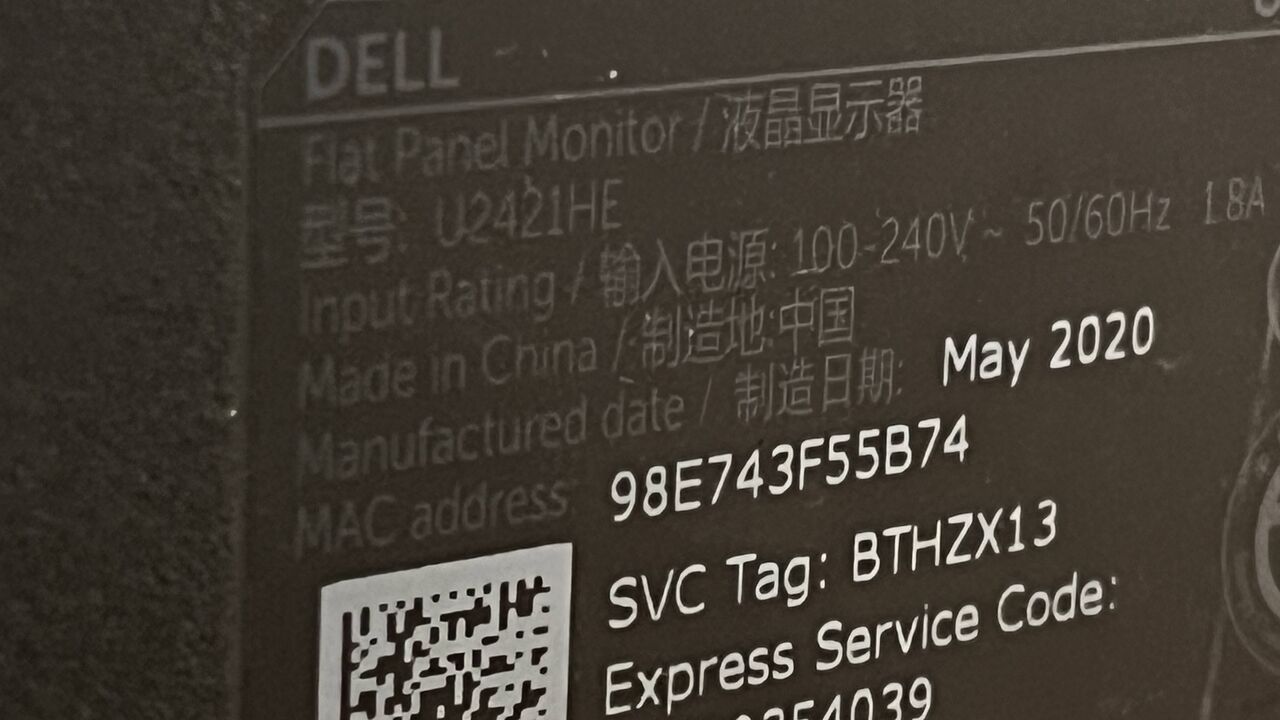 DELL
Flat Panel Monitor / 液晶显示器
型号: U2421HE
Input Rating / 输入电源: 100-240V ~ 50/60Hz 1.8A
Made in China / 制造地:中国
Manufactured date / 制造日期: May 2020
MAC address: 98E743F55B74
SVC Tag: BTHZX13
Express Service Code: